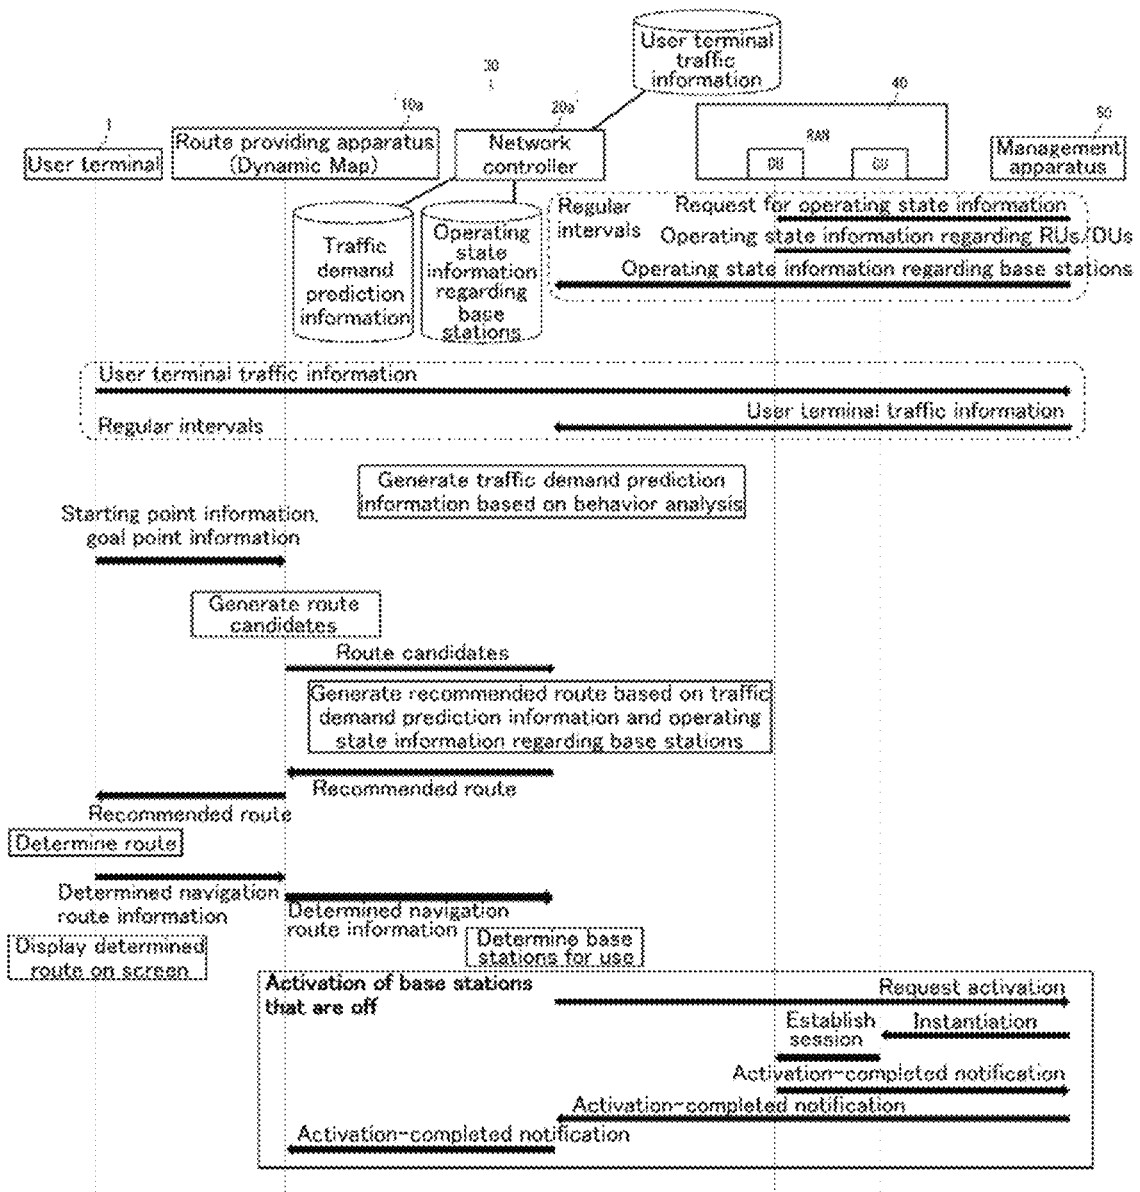 User terminal
traffic
information
30
1
10a
20a
40
50
User terminal
Route providing apparatus
(Dynamic Map)
Network
controller
RAN
DU
CU
Management
apparatus
Traffic
demand
prediction
information
Operating
state
information
regarding
base
stations
Regular
intervals
Request for operating state information
Operating state information regarding RUs/DUs
Operating state information regarding base stations
User terminal traffic information
User terminal traffic information
Regular intervals
Generate traffic demand prediction
information based on behavior analysis
Starting point information,
goal point information
Generate route
candidates
Route candidates
Generate recommended route based on traffic
demand prediction information and operating
state information regarding base stations
Recommended route
Recommended route
Determine route
Determined navigation
route information
Determined navigation
route information
Display determined
route on screen
Determine base
stations for use
Activation of base stations
that are off
Request activation
Establish
session
Instantiation
Activation-completed notification
Activation-completed notification
Activation-completed notification